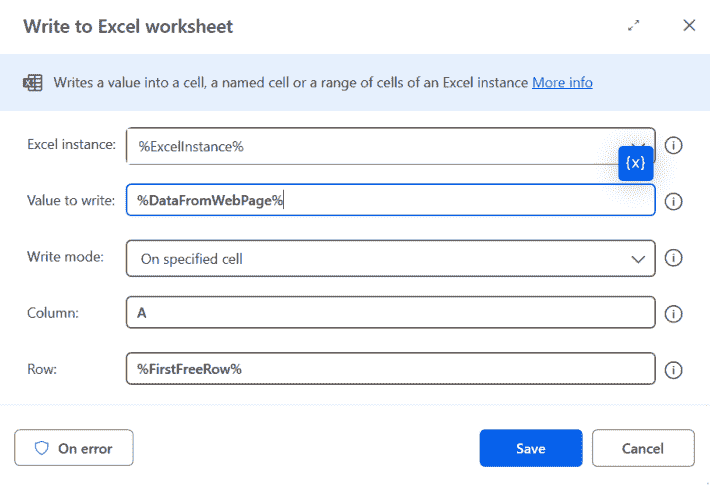 Write to Excel worksheet
Writes a value into a cell, a named cell or a range of cells of an Excel instance More info
Excel instance: %ExcelInstance%
{x}
Value to write: %DataFromWebPage%
Write mode: On specified cell
Column: A
Row: %FirstFreeRow%
On error Save Cancel